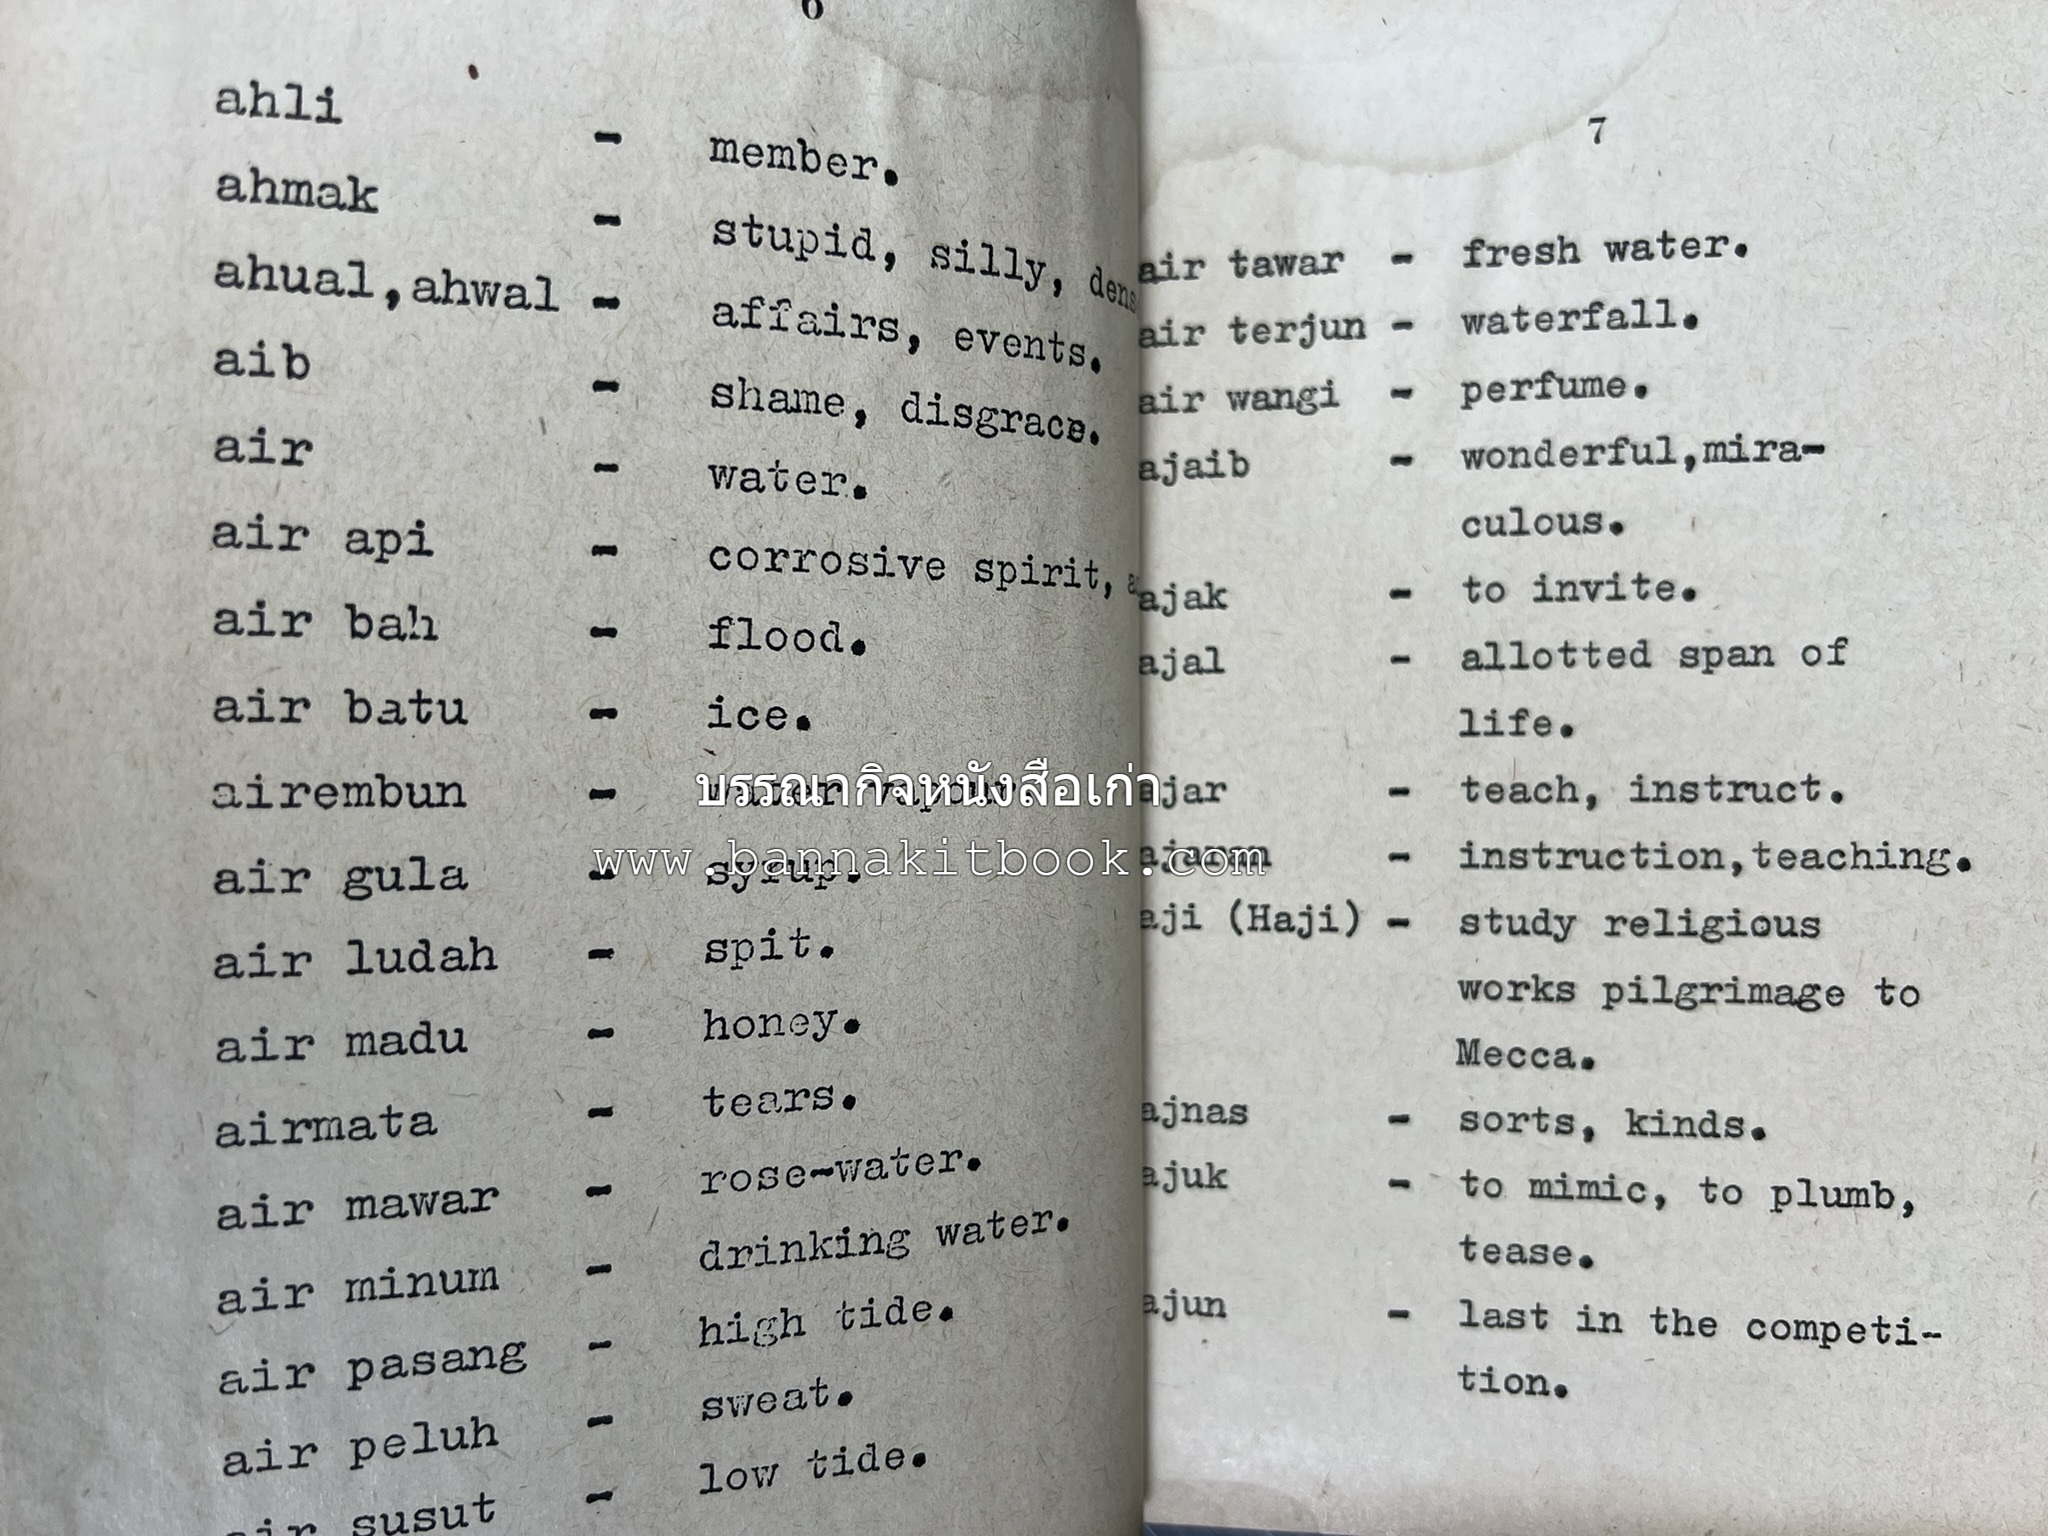 6
ahli - member.
ahmak - stupid, silly,
ahual,ahwal - affairs, events.
aib - shame, disgrace.
air - water.
air api - corrosive spirit,
air bah - flood.
air batu - ice.
airembun - water vapour
air gula - syrup.
air ludah - spit.
air madu - honey.
airmata - tears.
air mawar - rose-water.
air minum - drinking water.
air pasang - high tide.
air peluh - sweat.
air susut - low tide.
7
air tawar - fresh water.
air terjun - waterfall.
air wangi - perfume.
ajaib - wonderful,mira-
culous.
ajak - to invite.
ajal - allotted span of
life.
ajar - teach, instruct.
ajaran - instruction,teaching.
aji (Haji) - study religious
works pilgrimage to
Mecca.
ajnas - sorts, kinds.
ajuk - to mimic, to plumb,
tease.
ajun - last in the competi-
tion.
บรรณากิจหนังสือเก่า
www.bannakitbook.com